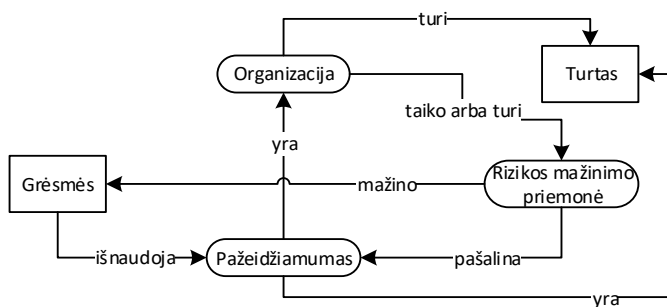 turi
Organizacija
Turtas
taiko arba turi
yra
Grėsmės
mažino
Rizikos mažinimo
priemonė
išnaudoja
Pažeidžiamumas
pašalina
yra